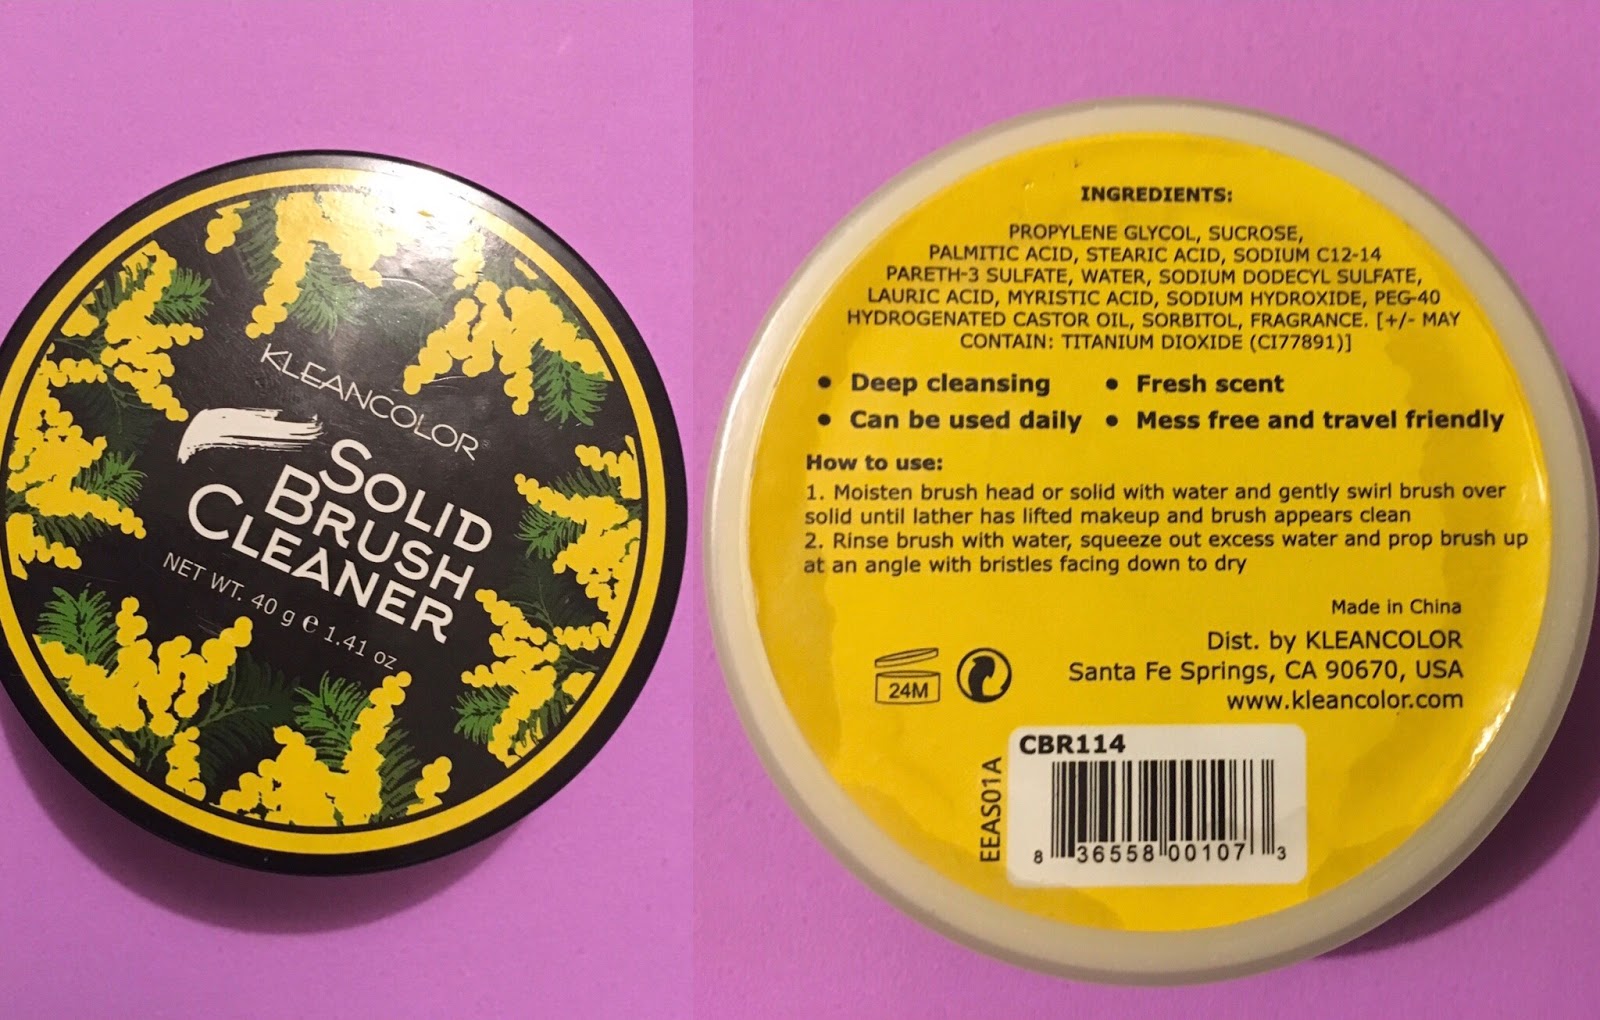 KLEANCOLOR
SOLID
BRUSH
CLEANER
NET WT. 40 g e 1.41 oz
INGREDIENTS:
PROPYLENE GLYCOL, SUCROSE,
PALMITIC ACID, STEARIC ACID, SODIUM C12-14
PARETH-3 SULFATE, WATER, SODIUM DODECYL SULFATE,
LAURIC ACID, MYRISTIC ACID, SODIUM HYDROXIDE, PEG-40
HYDROGENATED CASTOR OIL, SORBITOL, FRAGRANCE. [+/- MAY
CONTAIN: TITANIUM DIOXIDE (CI77891)]
• Deep cleansing • Fresh scent
• Can be used daily • Mess free and travel friendly
How to use:
1. Moisten brush head or solid with water and gently swirl brush over
solid until lather has lifted makeup and brush appears clean
2. Rinse brush with water, squeeze out excess water and prop brush up
at an angle with bristles facing down to dry
Made in China
Dist. by KLEANCOLOR
Santa Fe Springs, CA 90670, USA
www.kleancolor.com
24M
CBR114
EEAS01A
8 36558 00107 3